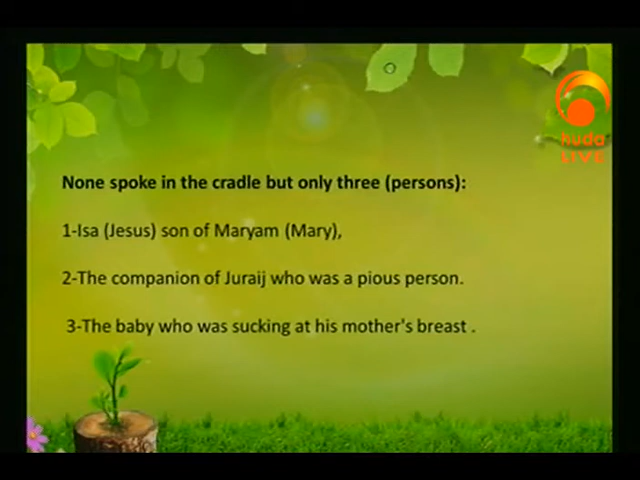 huda
LIVE
None spoke in the cradle but only three (persons):
1-Isa (Jesus) son of Maryam (Mary),
2-The companion of Juraij who was a pious person.
3-The baby who was sucking at his mother's breast .